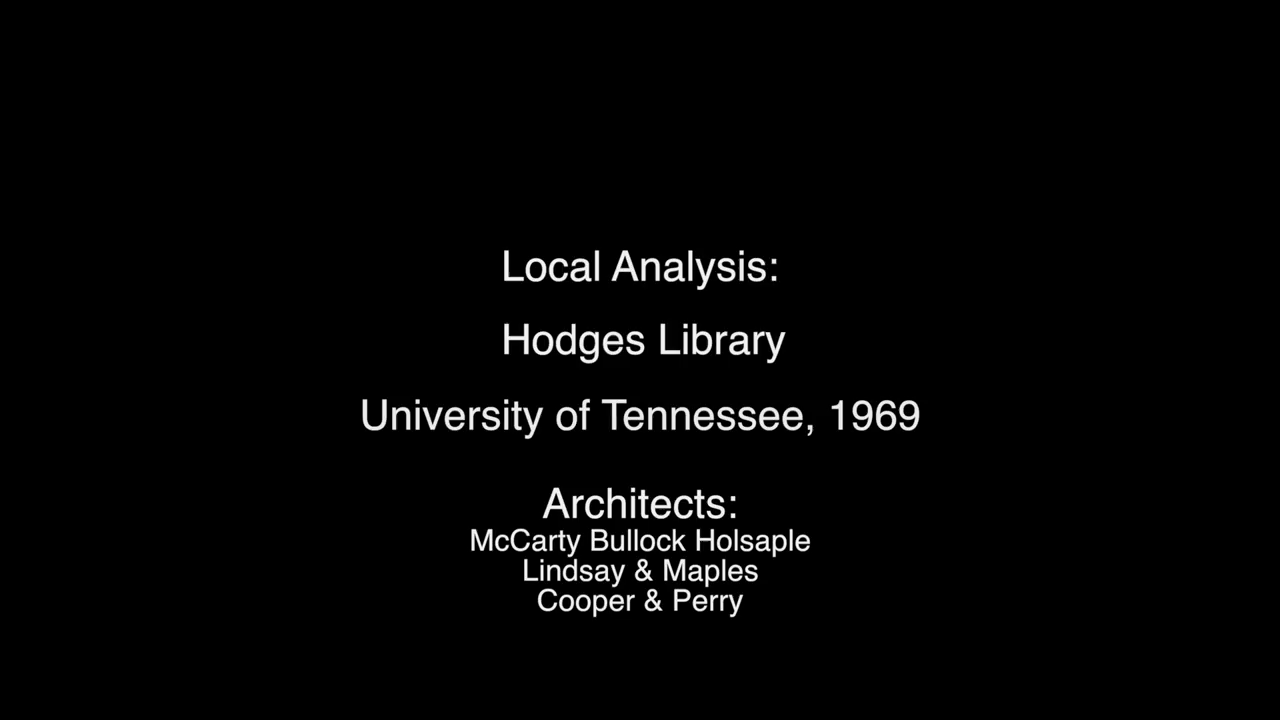 Local Analysis:
Hodges Library
University of Tennessee, 1969
Architects:
McCarty Bullock Holsaple
Lindsay & Maples
Cooper & Perry